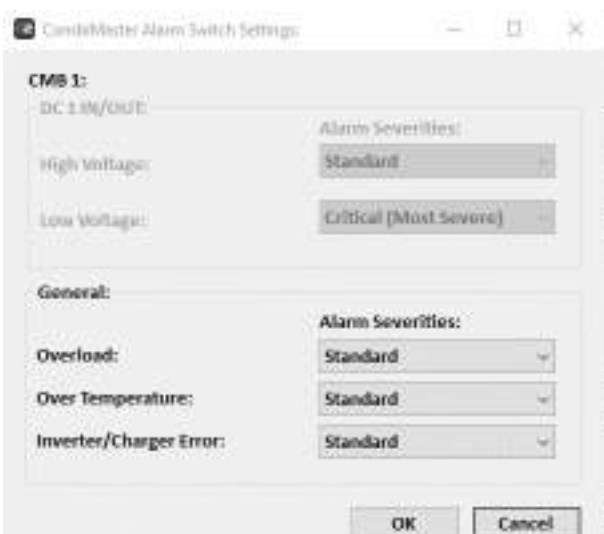 CombiMaster Alarm Switch Settings
CMB 1:
DC 1 IN/OUT:
Alarm Severities:
High Voltage: Standard
Low Voltage: Critical (Most Severe)
General:
Alarm Severities:
Overload: Standard
Over Temperature: Standard
Inverter/Charger Error: Standard
OK Cancel